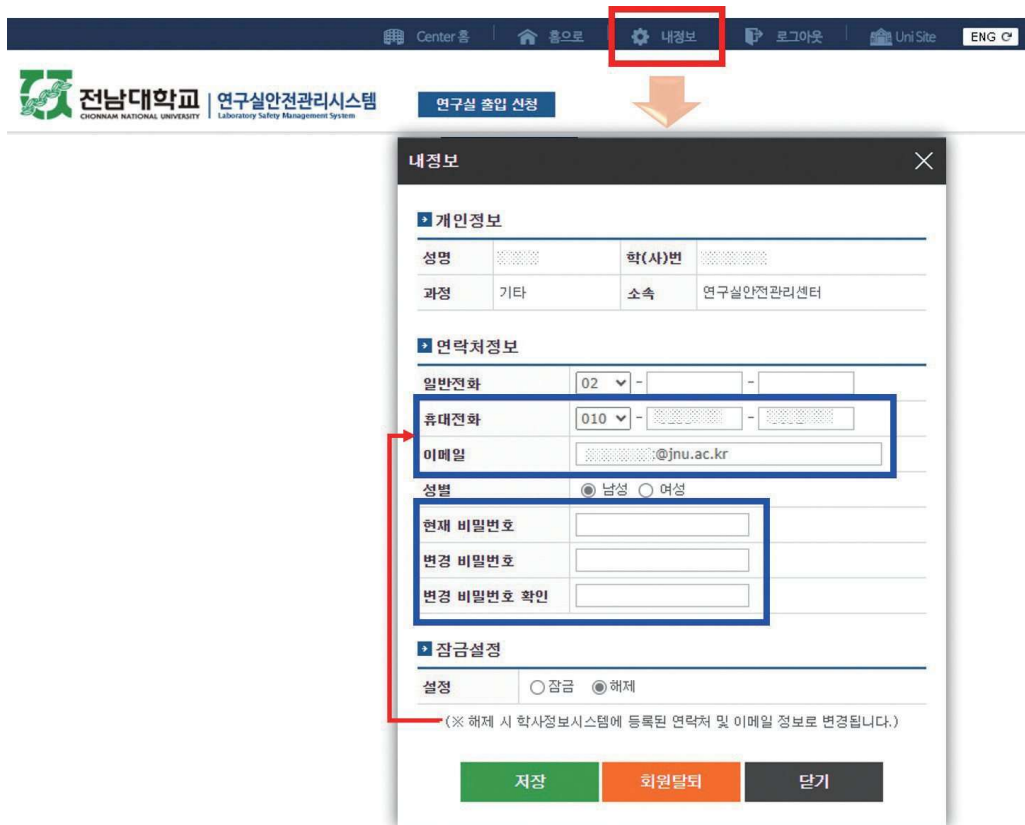 Center 홈 홈으로 내정보 로그아웃 Uni Site ENG
전남대학교 연구실안전관리시스템 연구실 출입 신청
CHONNAM NATIONAL UNIVERSITY Laboratory Safety Management System
내정보
개인정보
성명 학(사)번
과정 기타 소속 연구실안전관리센터
연락처정보
일반전화 02 - -
휴대전화 010 - -
이메일 @jnu.ac.kr
성별 남성 여성
현재 비밀번호
변경 비밀번호
변경 비밀번호 확인
잠금설정
설정 잠금 해제
(※ 해제 시 학사정보시스템에 등록된 연락처 및 이메일 정보로 변경됩니다.)
저장 회원탈퇴 닫기